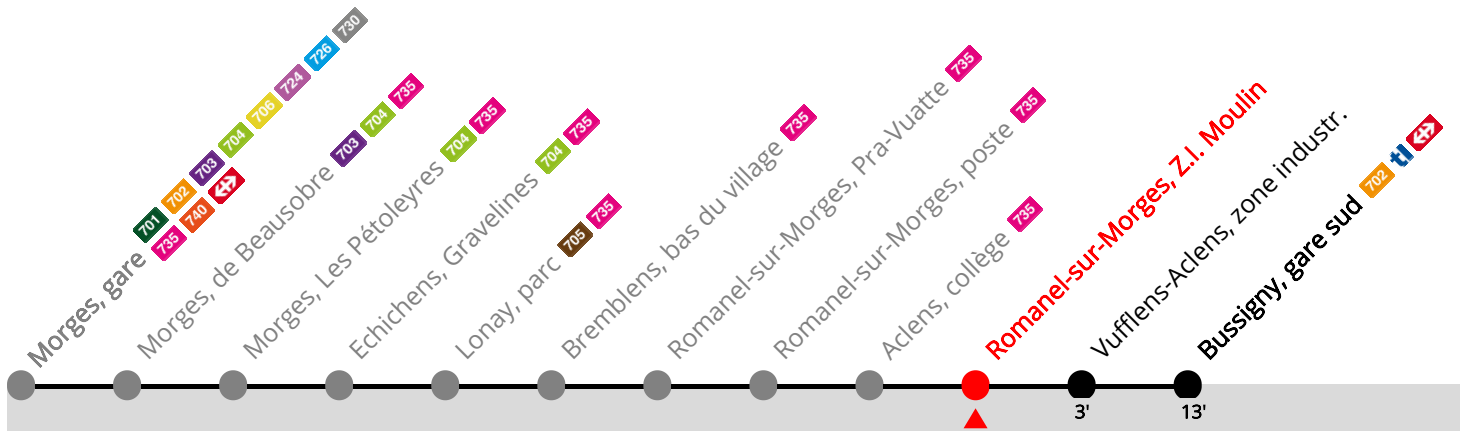 Morges, gare 701 702 703 704 706 724 726 730
735 740
Morges, de Beausobre 703 704 735
Morges, Les Pétoleyres 704 735
Echichens, Gravelines 704 735
Lonay, parc 705 735
Bremblens, bas du village 735
Romanel-sur-Morges, Pra-Vuatte 735
Romanel-sur-Morges, poste 735
Aclens, collège 735
Romanel-sur-Morges, Z.I. Moulin
Vufflens-Aclens, zone industr.
Bussigny, gare sud 702 tl
3'
13'